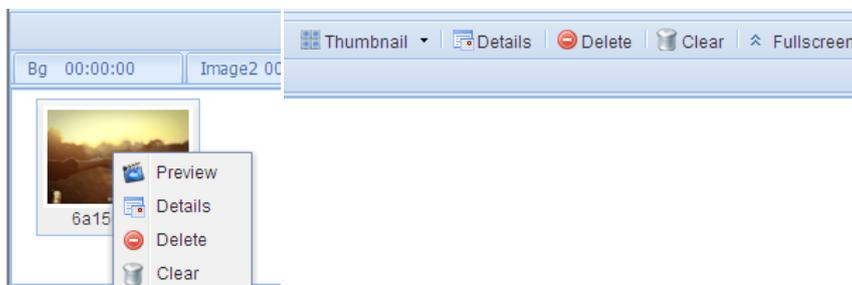 Thumbnail Details Delete Clear Fullscreen
Bg 00:00:00 Image2 00
6a15
Preview
Details
Delete
Clear